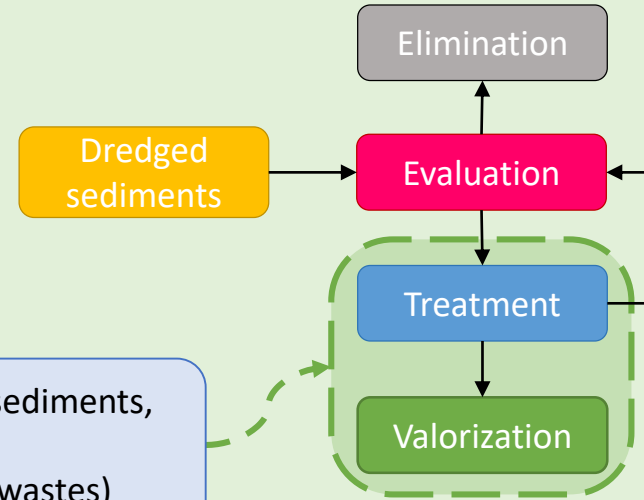 Elimination
Dredged
sediments
Evaluation
Treatment
sediments,
Valorization
wastes)